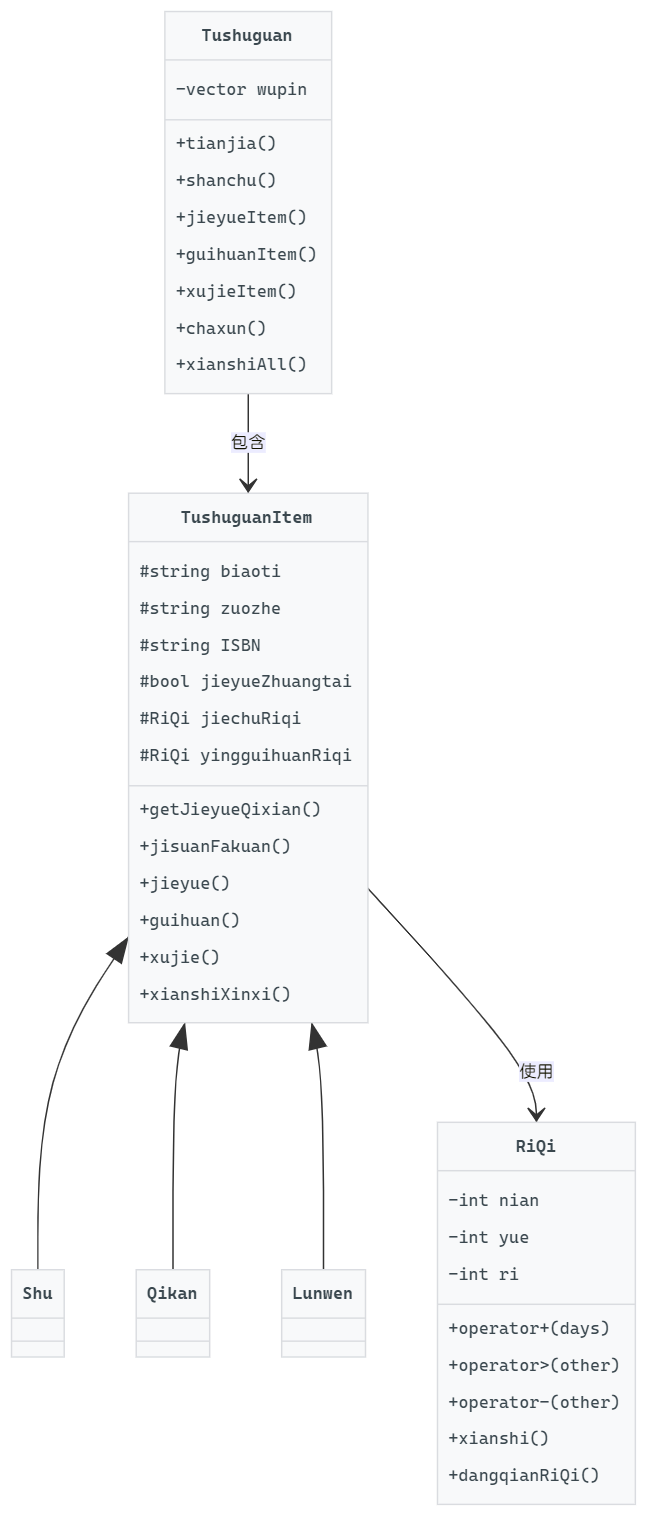 Tushuguan
-vector wupin
+tianjia()
+shanchu()
+jieyueItem()
+guihuanItem()
+xujieItem()
+chaxun()
+xianshiAll()
包含
TushuguanItem
#string biaoti
#string zuozhe
#string ISBN
#bool jieyueZhuangtai
#RiQi jiechuRiqi
#RiQi yingguihuanRiqi
+getJieyueQixian()
+jisuanFakuan()
+jieyue()
+guihuan()
+xujie()
+xianshiXinxi()
使用
Shu
Qikan
Lunwen
RiQi
-int nian
-int yue
-int ri
+operator+(days)
+operator>(other)
+operator-(other)
+xianshi()
+dangqianRiQi()